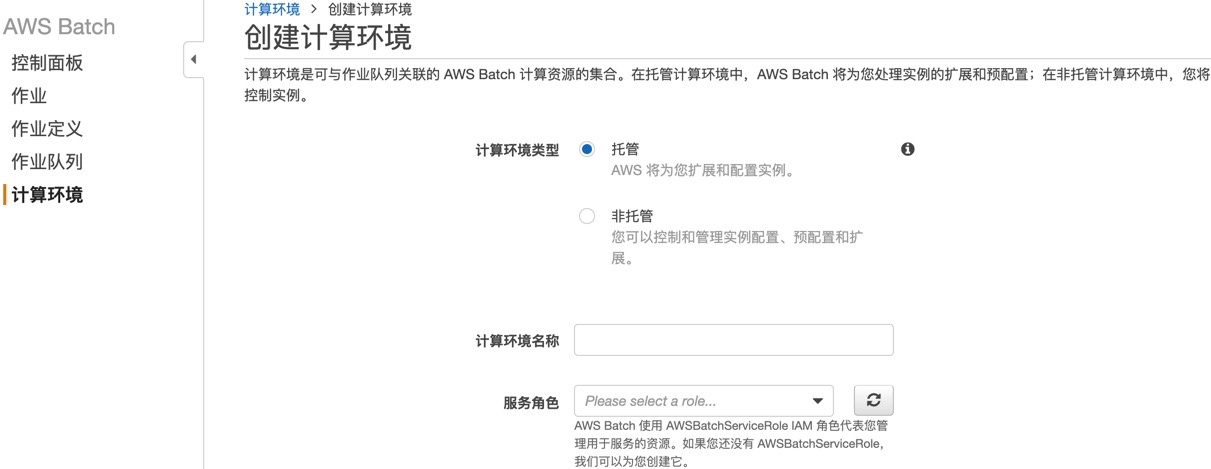 AWS Batch
控制面板
作业
作业定义
作业队列
计算环境
计算环境 > 创建计算环境
创建计算环境
计算环境是可与作业队列关联的 AWS Batch 计算资源的集合。在托管计算环境中，AWS Batch 将为您处理实例的扩展和预配置；在非托管计算环境中，您将
控制实例。
计算环境类型 托管
AWS 将为您扩展和配置实例。
非托管
您可以控制和管理实例配置、预配置和扩
展。
计算环境名称
服务角色 Please select a role...
AWS Batch 使用 AWSBatchServiceRole IAM 角色代表您管
理用于服务的资源。如果您还没有 AWSBatchServiceRole，
我们可以为您创建它。